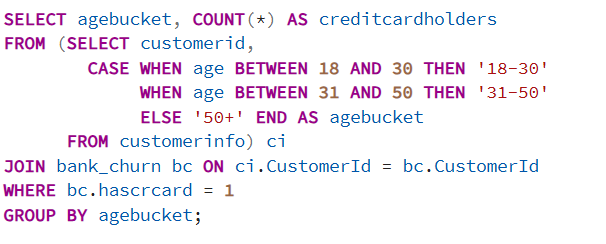 SELECT agebucket, COUNT(*) AS creditcardholders
FROM (SELECT customerid,
CASE WHEN age BETWEEN 18 AND 30 THEN '18-30'
WHEN age BETWEEN 31 AND 50 THEN '31-50'
ELSE '50+' END AS agebucket
FROM customerinfo) ci
JOIN bank_churn bc ON ci.CustomerId = bc.CustomerId
WHERE bc.hascrcard = 1
GROUP BY agebucket;